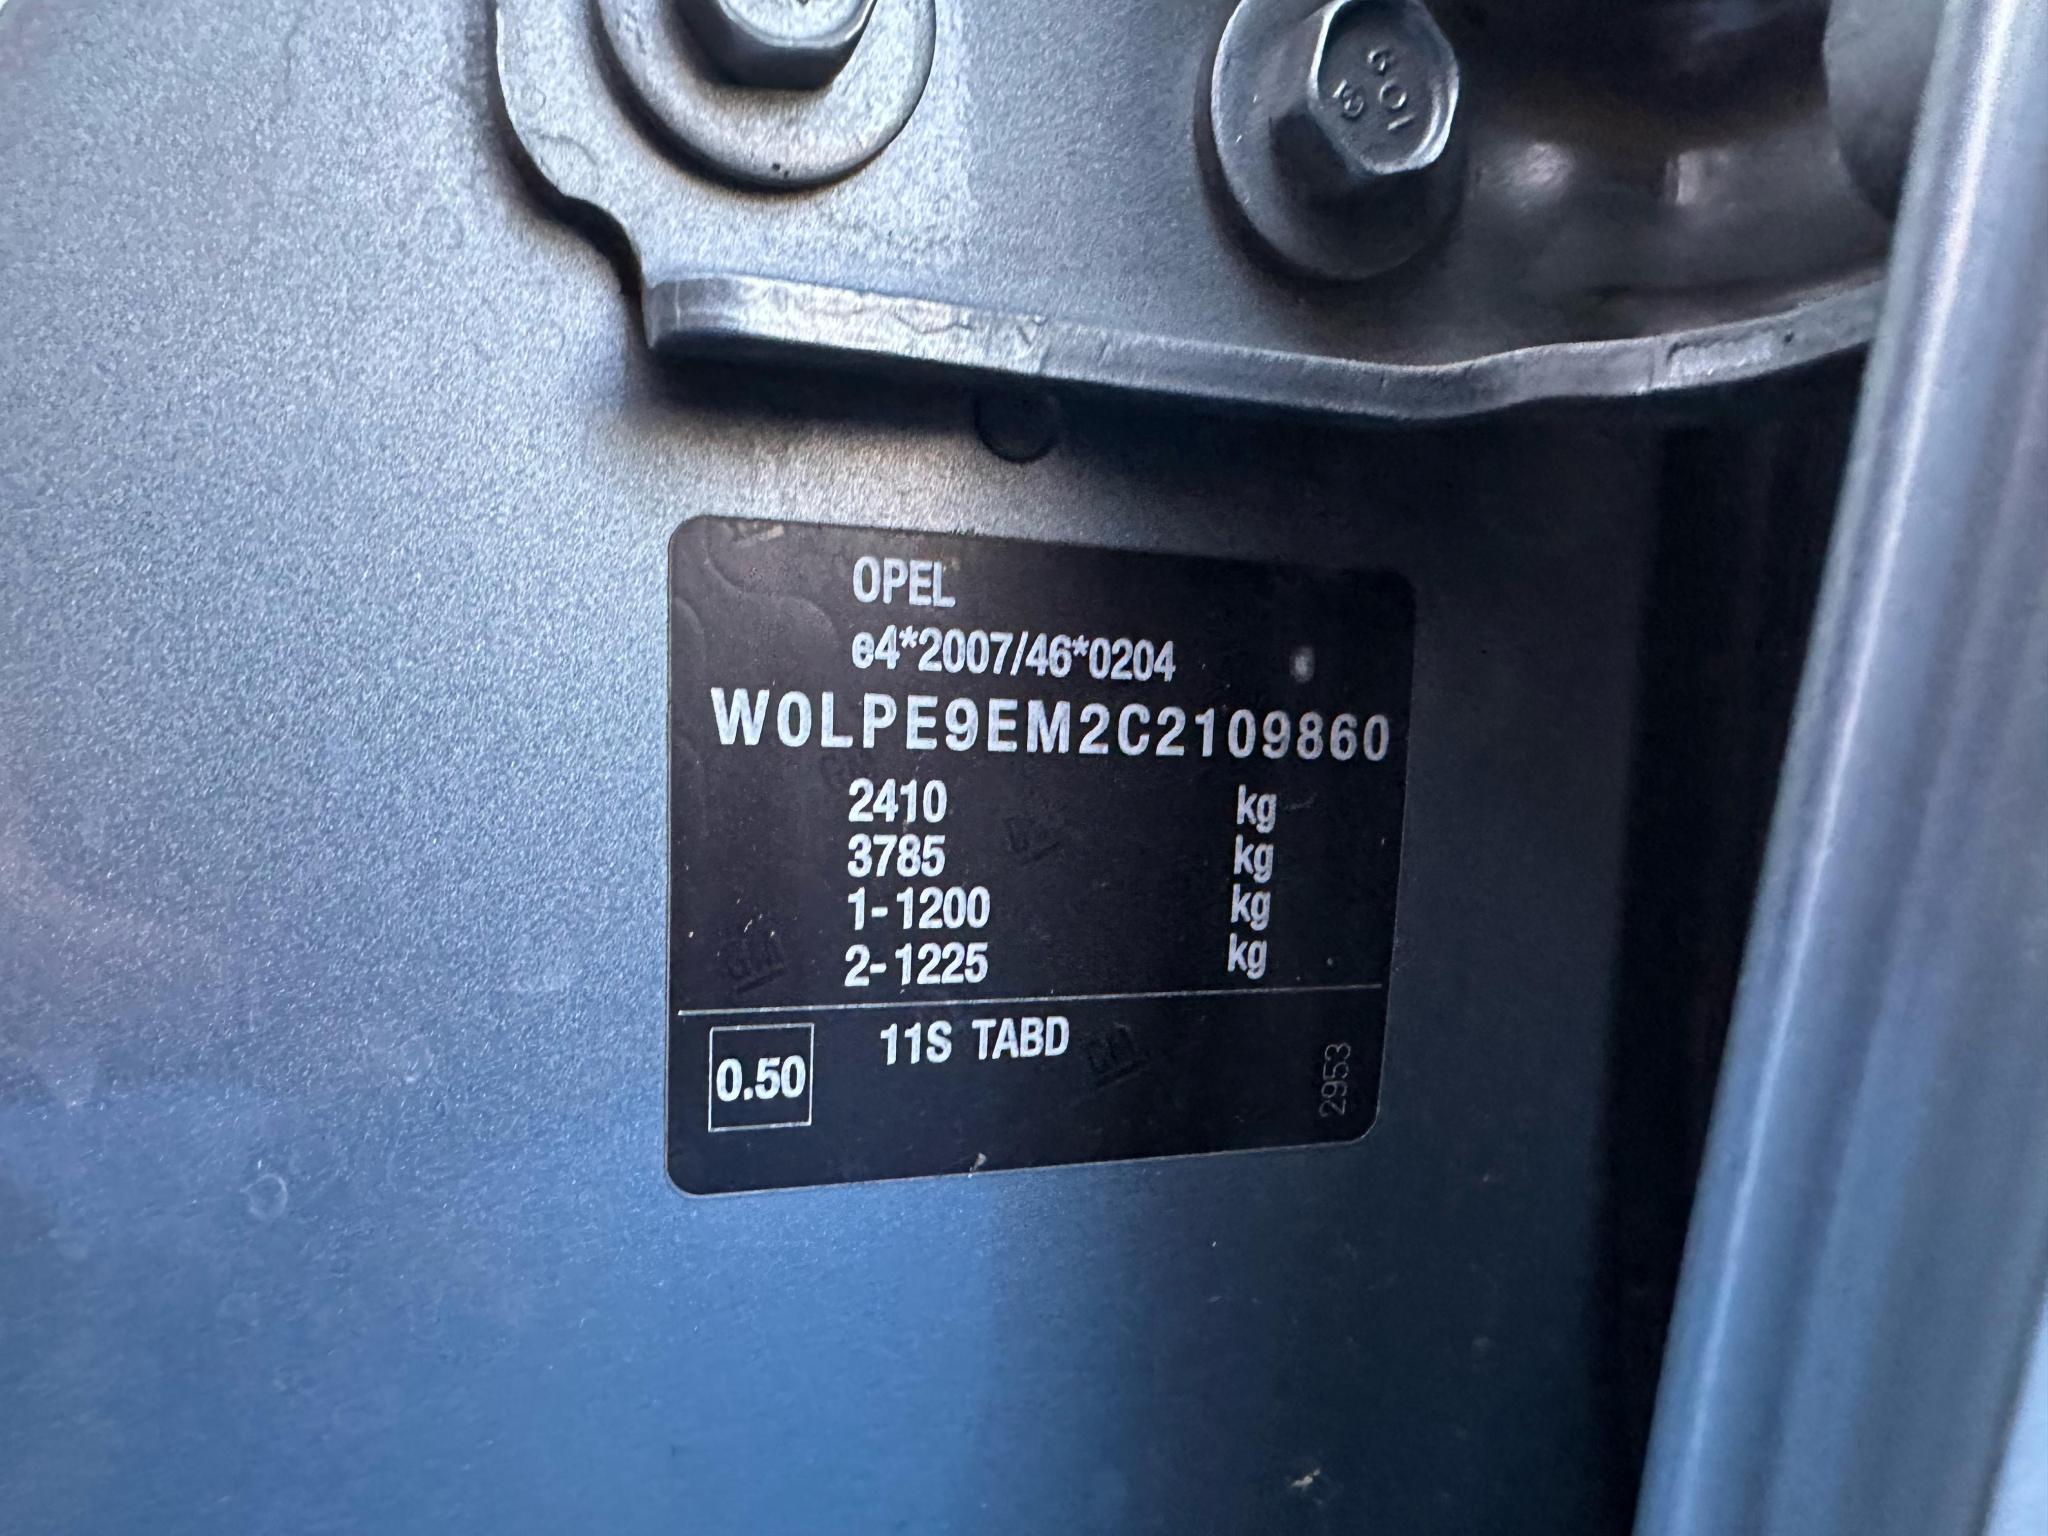 OPEL
e4*2007/46*0204
W0LPE9EM2C2109860
2410 kg
3785 kg
1-1200 kg
2-1225 kg
0.50 11S TABD
2953